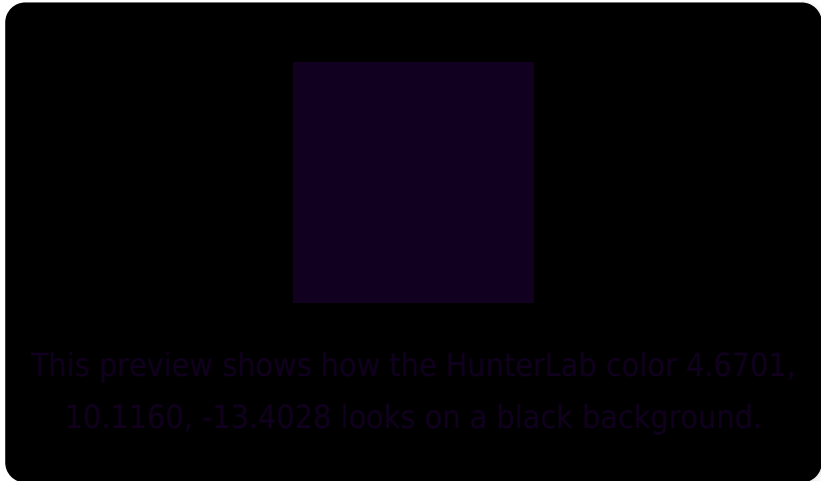 This preview shows how the HunterLab color 4.6701,
10.1160, -13.4028 looks on a black background.